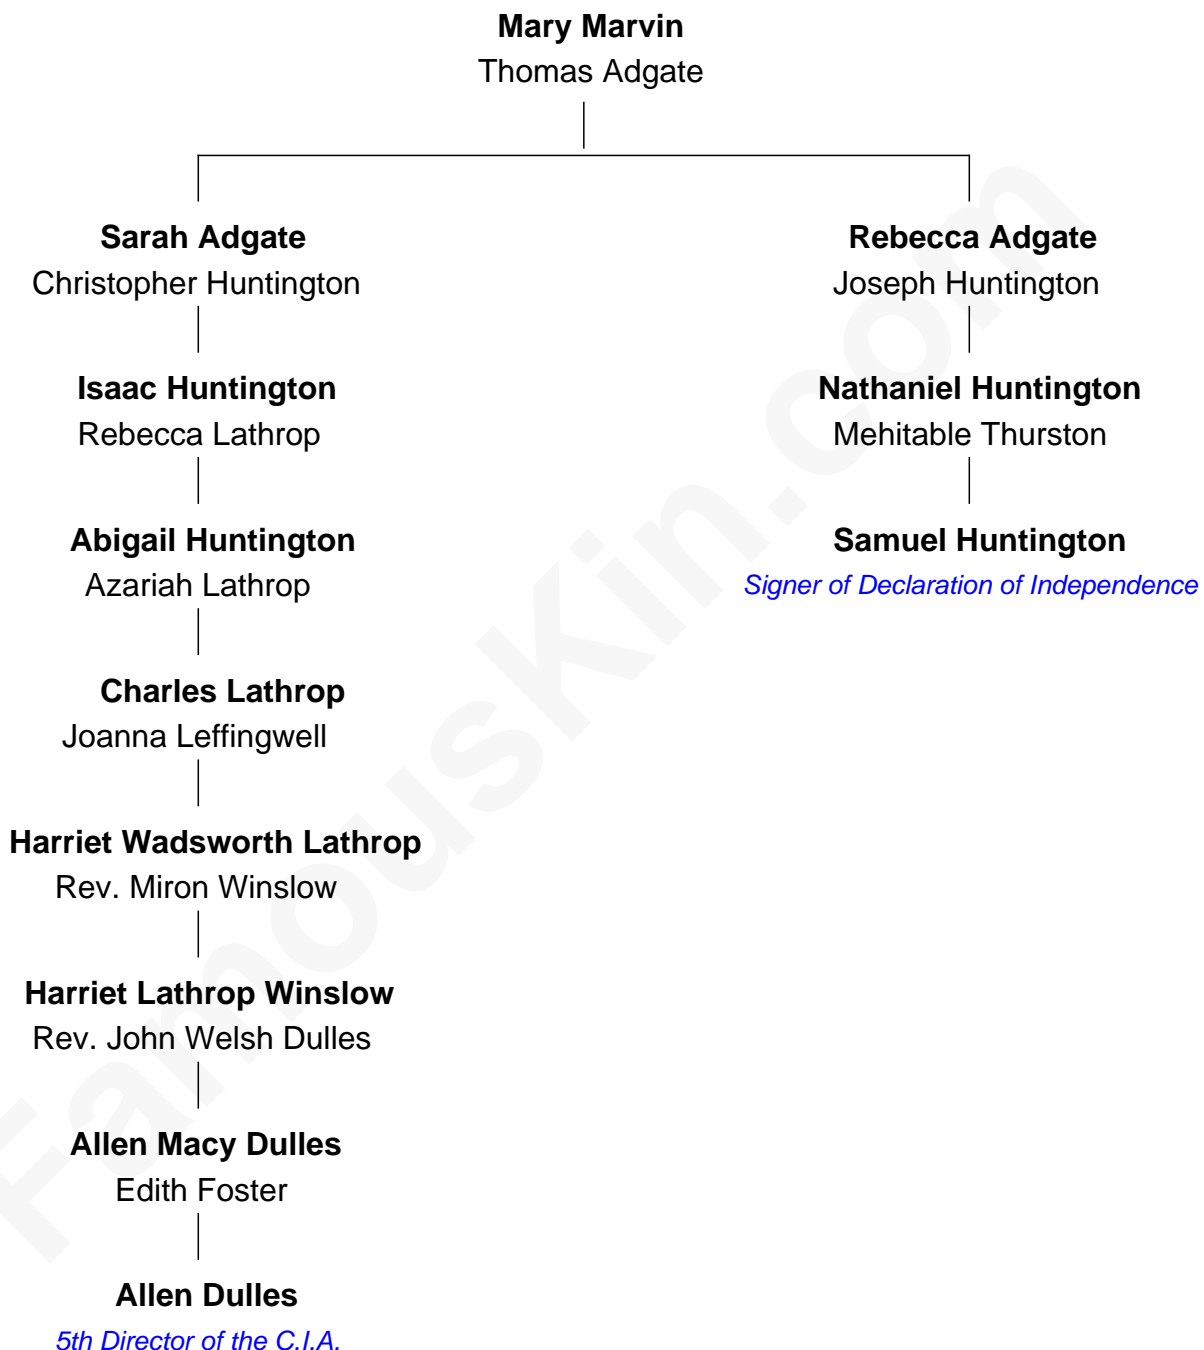 Mary Marvin
Thomas Adgate
Sarah Adgate
Christopher Huntington
Rebecca Adgate
Joseph Huntington
Isaac Huntington
Rebecca Lathrop
Nathaniel Huntington
Mehitable Thurston
Abigail Huntington
Azariah Lathrop
Samuel Huntington
Signer of Declaration of Independence
Charles Lathrop
Joanna Leffingwell
Harriet Wadsworth Lathrop
Rev. Miron Winslow
Harriet Lathrop Winslow
Rev. John Welsh Dulles
Allen Macy Dulles
Edith Foster
Allen Dulles
5th Director of the C.I.A.
FamousKin.com